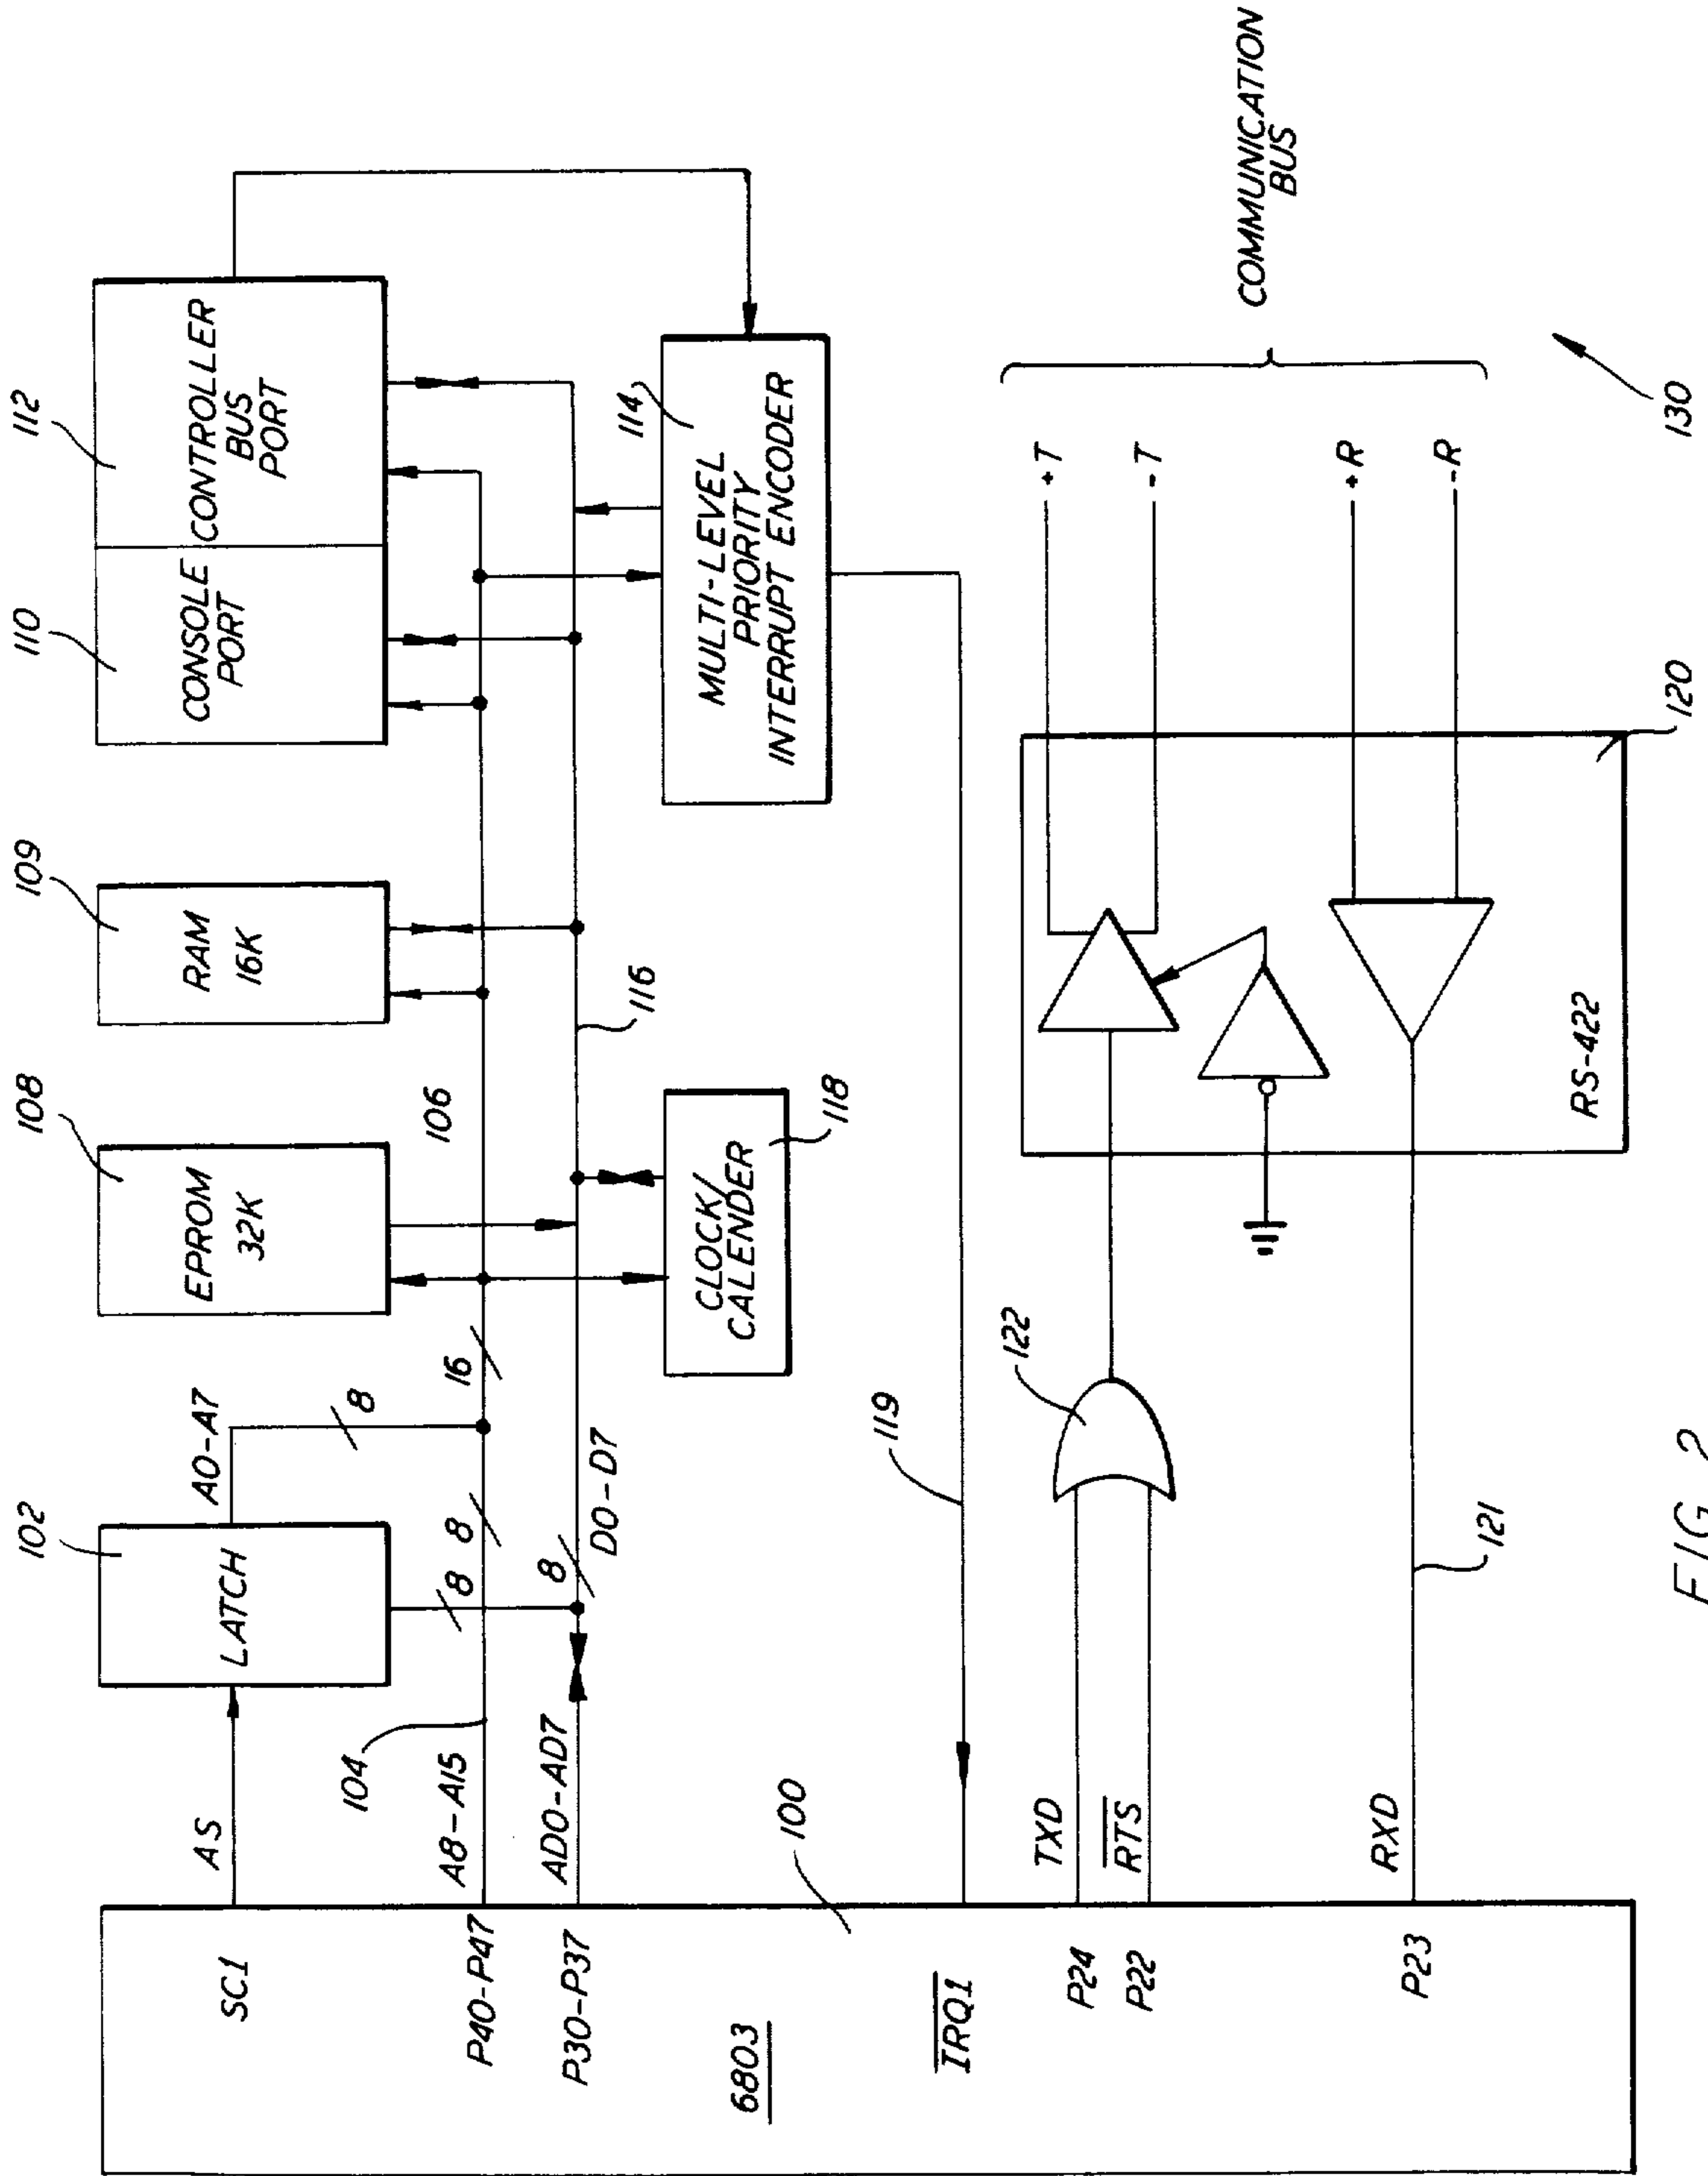 102
108
109
110
112
LATCH
EPROM
32K
RAM
16K
CONSOLE
PORT
CONTROLLER
BUS
PORT
AS
A0-A7
8
SC1
104
A8-A15
8
8
16
106
P40-P47
AD0-AD7
8
D0-D7
116
P30-P37
CLOCK/
CALENDER
118
MULTI-LEVEL
PRIORITY
INTERRUPT ENCODER
114
6803
100
119
IRQ1
TXD
P24
RTS
P22
122
+T
-T
COMMUNICATION
BUS
RXD
P23
121
RS-422
+R
-R
120
130
FIG. 2